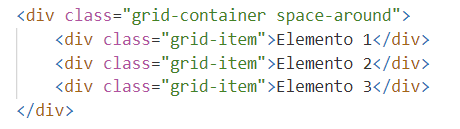 <div class="grid-container space-around">
    <div class="grid-item">Elemento 1</div>
    <div class="grid-item">Elemento 2</div>
    <div class="grid-item">Elemento 3</div>
</div>